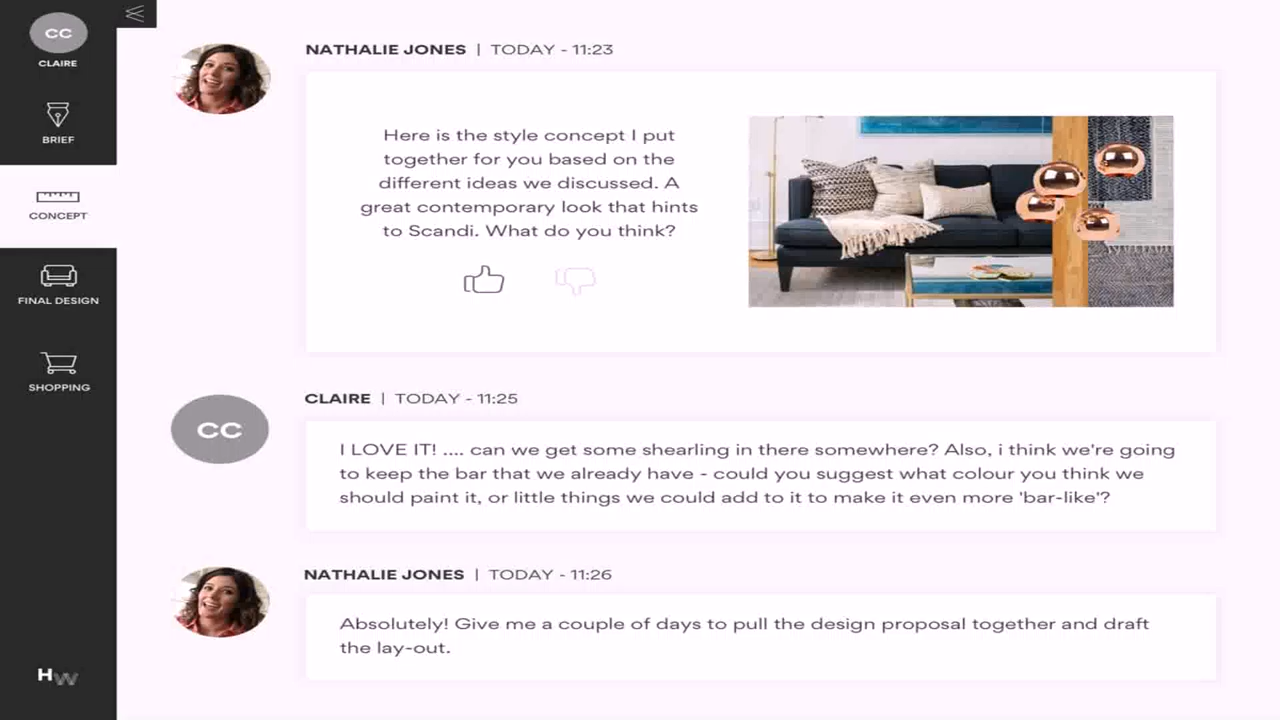 CC
CLAIRE
BRIEF
CONCEPT
FINAL DESIGN
SHOPPING
HW
NATHALIE JONES | TODAY - 11:23
Here is the style concept I put
together for you based on the
different ideas we discussed. A
great contemporary look that hints
to Scandi. What do you think?
CC
CLAIRE | TODAY - 11:25
I LOVE IT! .... can we get some shearling in there somewhere? Also, i think we're going
to keep the bar that we already have - could you suggest what colour you think we
should paint it, or little things we could add to it to make it even more 'bar-like'?
NATHALIE JONES | TODAY - 11:26
Absolutely! Give me a couple of days to pull the design proposal together and draft
the lay-out.